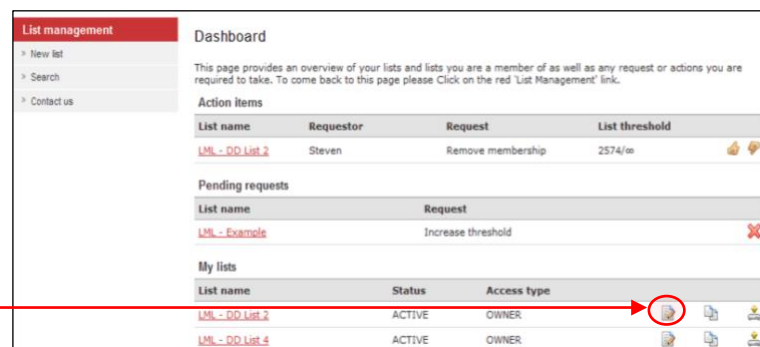 List management
» New list
» Search
» Contact us
Dashboard
This page provides an overview of your lists and lists you are a member of as well as any request or actions you are
required to take. To come back to this page please Click on the red 'List Management' link.
Action items
List name Requestor Request List threshold
LML - DD List 2 Steven Remove membership 2574/∞
Pending requests
List name Request
LML - Example Increase threshold
My lists
List name Status Access type
LML - DD List 2 ACTIVE OWNER
LML - DD List 4 ACTIVE OWNER